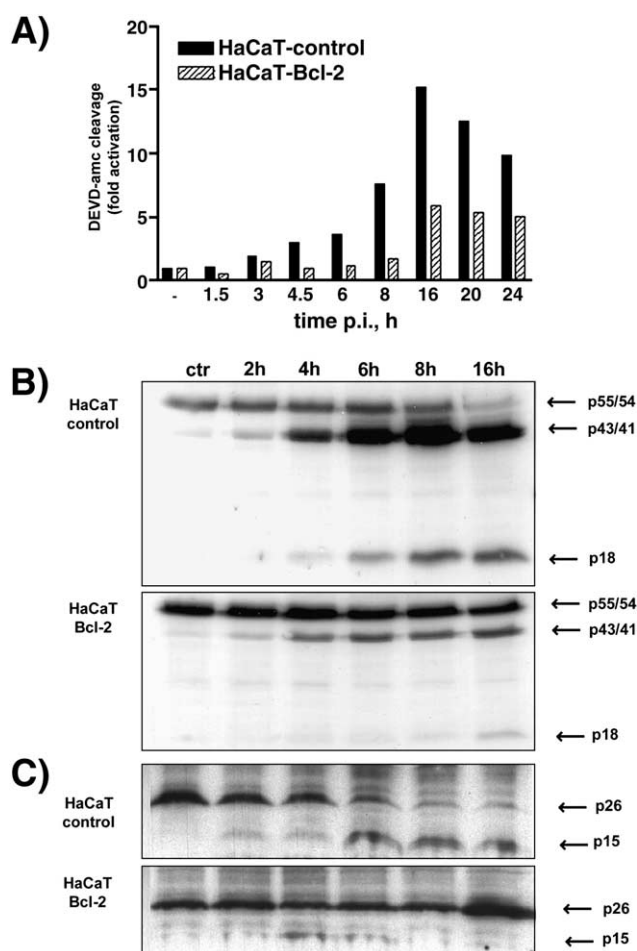 A)
HaCaT-control
HaCaT-Bcl-2
DEVD-amc cleavage
(fold activation)
20
15
10
5
0
- 1.5 3 4.5 6 8 16 20 24
time p.i., h
B)
ctr 2h 4h 6h 8h 16h
HaCaT
control
← p55/54
← p43/41
← p18
HaCaT
Bcl-2
← p55/54
← p43/41
← p18
C)
HaCaT
control
← p26
← p15
HaCaT
Bcl-2
← p26
← p15